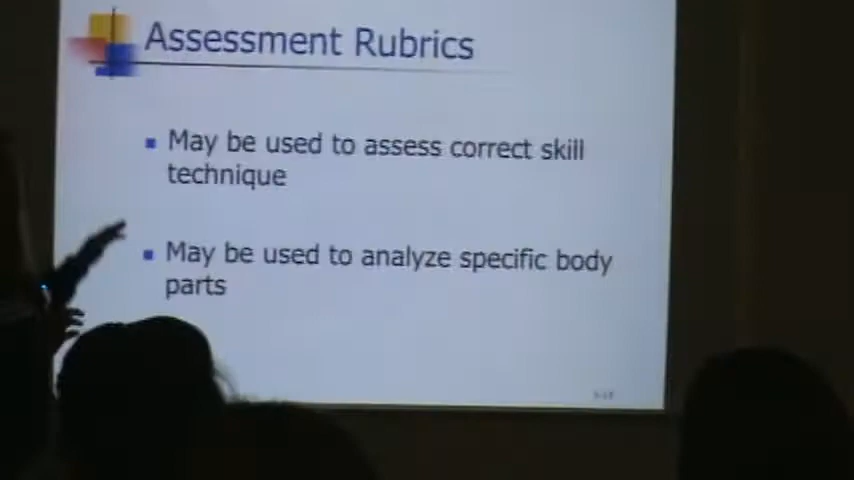 Assessment Rubrics
May be used to assess correct skill
technique
May be used to analyze specific body
parts